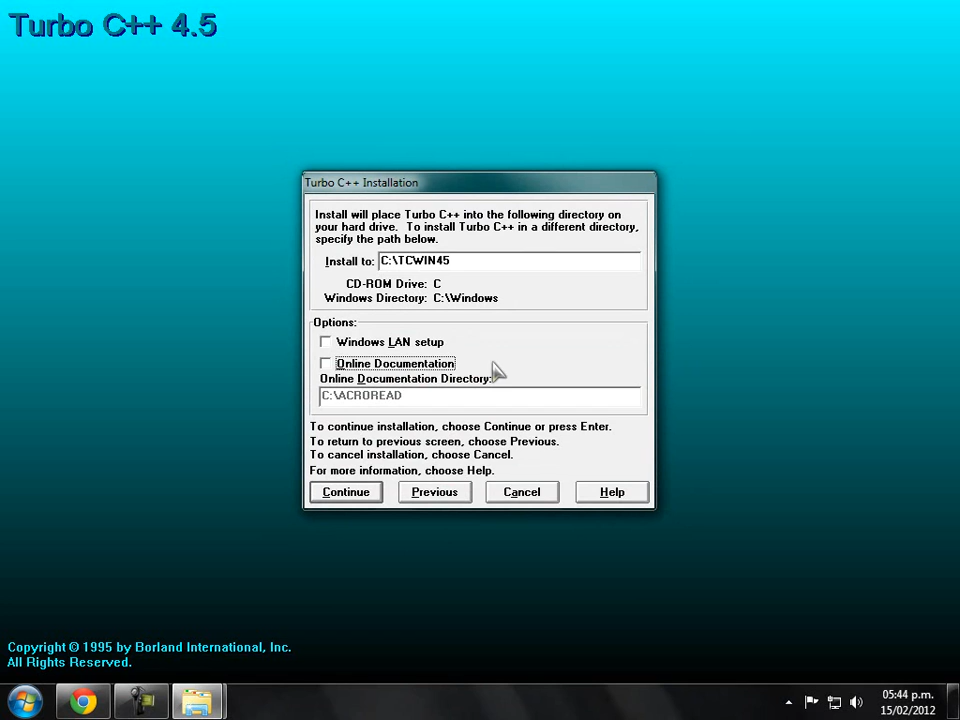 Turbo C++ 4.5
Turbo C++ Installation
Install will place Turbo C++ into the following directory on
your hard drive. To install Turbo C++ in a different directory,
specify the path below.
Install to: C:\TCWIN45
CD-ROM Drive: C
Windows Directory: C:\Windows
Options:
Windows LAN setup
Online Documentation
Online Documentation Directory:
C:\ACROREAD
To continue installation, choose Continue or press Enter.
To return to previous screen, choose Previous.
To cancel installation, choose Cancel.
For more information, choose Help.
Continue Previous Cancel Help
Copyright © 1995 by Borland International, Inc.
All Rights Reserved.
05:44 p.m.
15/02/2012